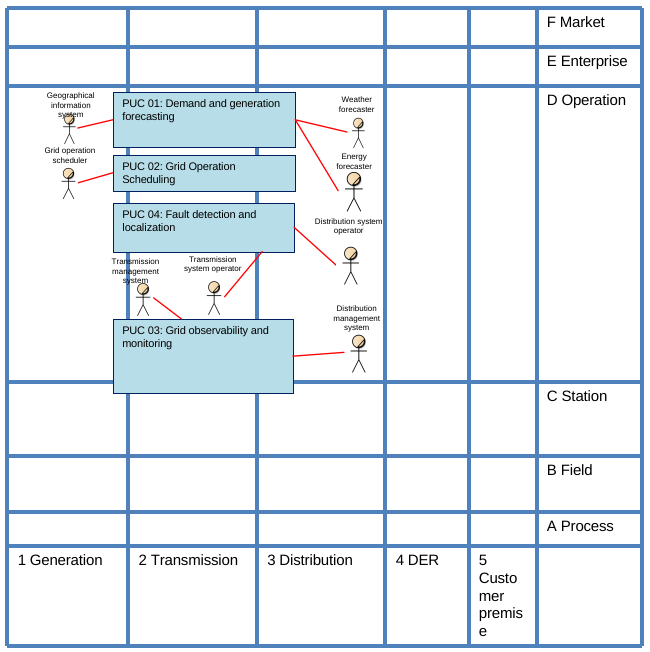 F Market
E Enterprise
D Operation
Geographical
information
system
PUC 01: Demand and generation
forecasting
Weather
forecaster
Grid operation
scheduler
PUC 02: Grid Operation
Scheduling
Energy
forecaster
PUC 04: Fault detection and
localization
Distribution system
operator
Transmission
management
system
Transmission
system operator
Distribution
management
system
PUC 03: Grid observability and
monitoring
C Station
B Field
A Process
1 Generation
2 Transmission
3 Distribution
4 DER
5
Custo
mer
premis
e